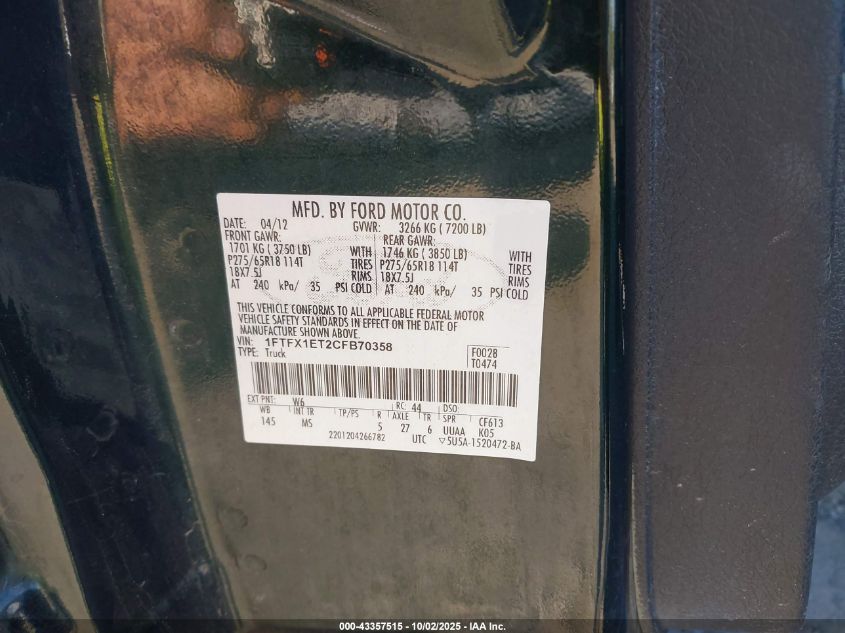 MFD. BY FORD MOTOR CO.
DATE: 04/12 GVWR: 3266 KG ( 7200 LB)
FRONT GAWR: REAR GAWR:
1701 KG ( 3750 LB) WITH 1746 KG ( 3850 LB) WITH
P275/65R18 114T TIRES P275/65R18 114T TIRES
18X7.5J RIMS 18X7.5J RIMS
AT 240 kPa/ 35 PSI COLD AT 240 kPa/ 35 PSI COLD
THIS VEHICLE CONFORMS TO ALL APPLICABLE FEDERAL MOTOR
VEHICLE SAFETY STANDARDS IN EFFECT ON THE DATE OF
MANUFACTURE SHOWN ABOVE.
VIN: 1FTFX1ET2CFB70358 F0028
TYPE: Truck T0474
EXT PNT: W6 RC: 44 DSO:
WB INT TR TP/PS R AXLE TR SPR CF613
145 MS 5 27 6 UUAA K05
2201204266782 UTC ▽5U5A-1520472-BA
000-43357515 - 10/02/2025 - IAA Inc.